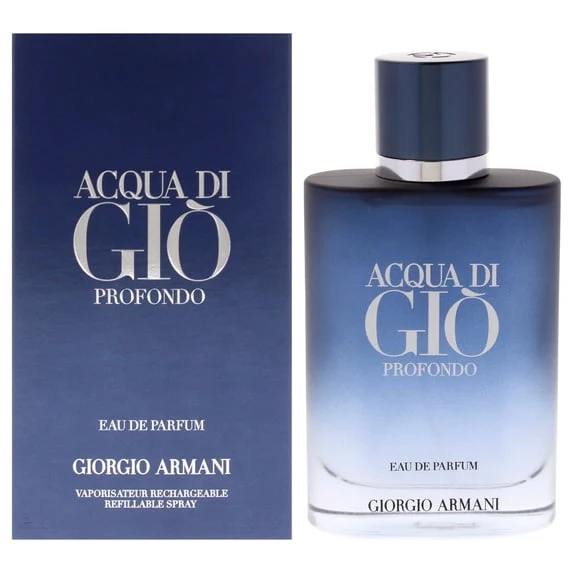 ACQUA DI
GIÒ
PROFONDO
EAU DE PARFUM
GIORGIO ARMANI
VAPORISATEUR RECHARGEABLE
REFILLABLE SPRAY
ACQUA DI
GIÒ
PROFONDO
EAU DE PARFUM
GIORGIO ARMANI